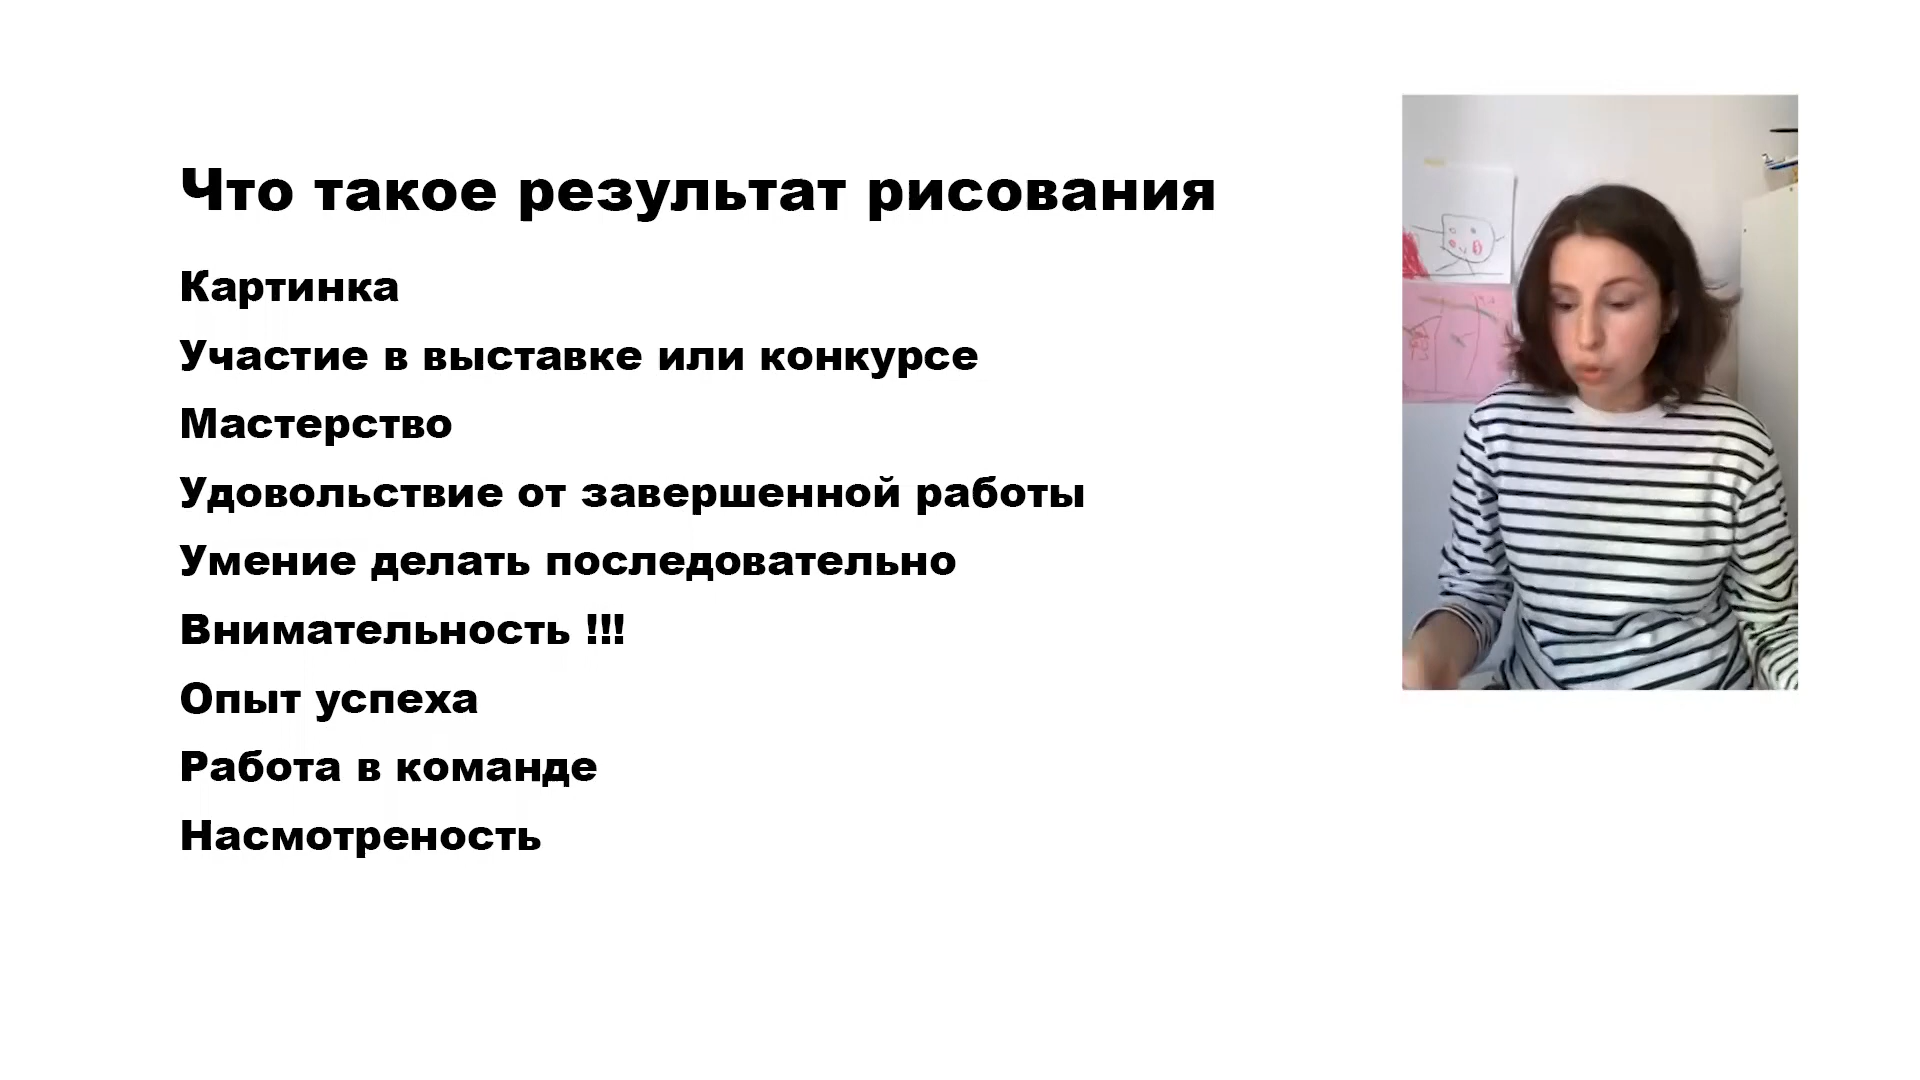 Что такое результат рисования
Картинка
Участие в выставке или конкурсе
Мастерство
Удовольствие от завершенной работы
Умение делать последовательно
Внимательность !!!
Опыт успеха
Работа в команде
Насмотреность